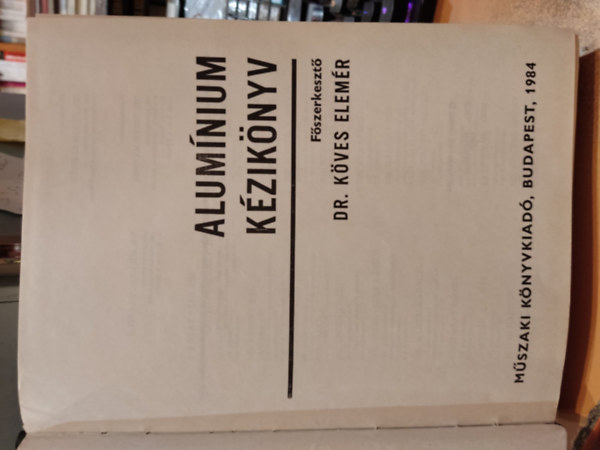 ALUMÍNIUM
KÉZIKÖNYV
Főszerkesztő
DR. KÖVES ELEMÉR
MŰSZAKI KÖNYVKIADÓ, BUDAPEST, 1984